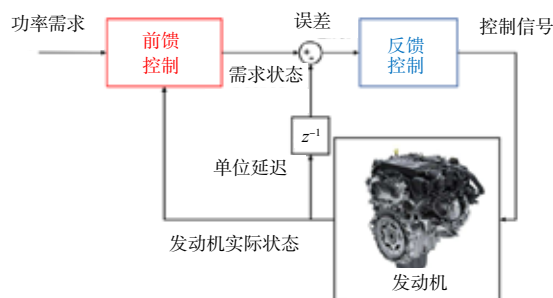 功率需求
前馈
控制
需求状态
误差
+
-
反馈
控制
控制信号
z⁻¹
单位延迟
发动机实际状态
发动机